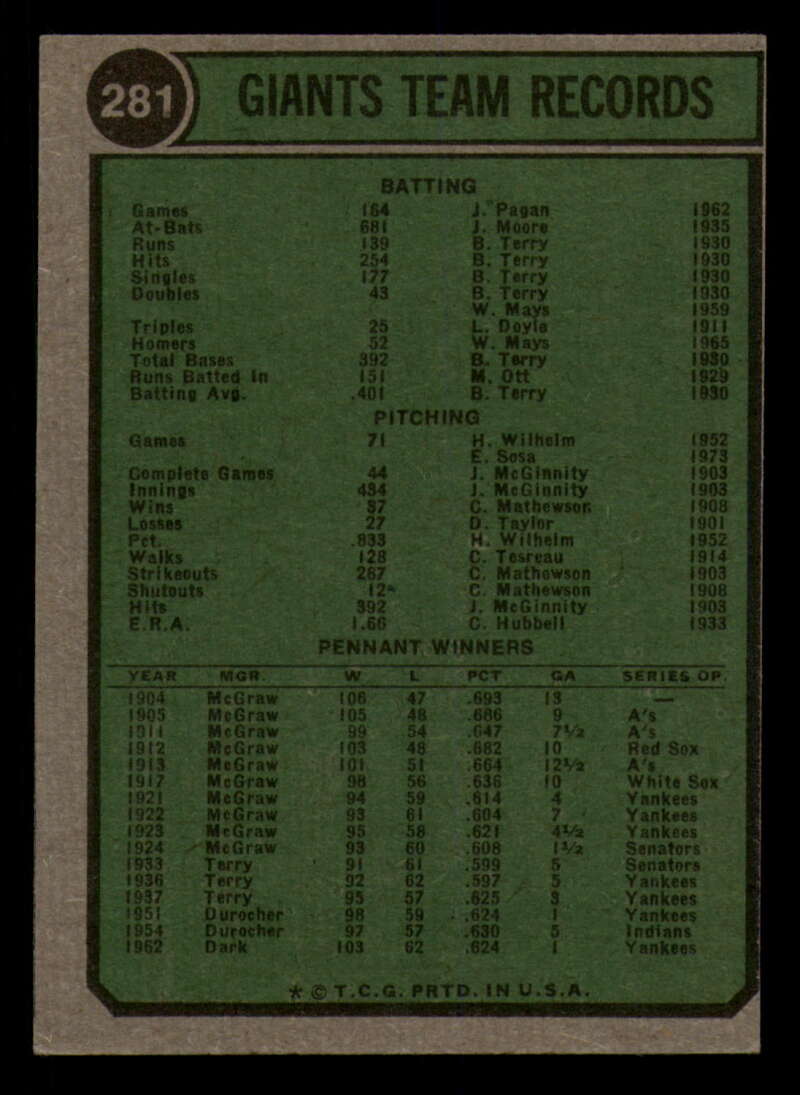 281 GIANTS TEAM RECORDS
BATTING
Games 164 J. Pagan 1962
At-Bats 681 J. Moore 1935
Runs 139 B. Terry 1930
Hits 254 B. Terry 1930
Singles 177 B. Terry 1930
Doubles 43 B. Terry 1930
W. Mays 1959
Triples 25 L. Doyle 1911
Homers 52 W. Mays 1965
Total Bases 392 B. Terry 1930
Runs Batted In 151 M. Ott 1929
Batting Avg. .401 B. Terry 1930
PITCHING
Games 71 H. Wilhelm 1952
E. Sosa 1973
Complete Games 44 J. McGinnity 1903
Innings 434 J. McGinnity 1903
Wins 37 C. Mathewson 1908
Losses 27 D. Taylor 1901
Pct. .833 H. Wilhelm 1952
Walks 128 C. Tesreau 1914
Strikeouts 267 C. Mathewson 1903
Shutouts 12 C. Mathewson 1908
Hits 392 J. McGinnity 1903
E.R.A. 1.66 C. Hubbell 1933
PENNANT WINNERS
YEAR MGR. W L PCT GA SERIES OP.
1904 McGraw 106 47 .693 13 —
1905 McGraw 105 48 .686 9 A's
1911 McGraw 99 54 .647 7½ A's
1912 McGraw 103 48 .682 10 Red Sox
1913 McGraw 101 51 .664 12½ A's
1917 McGraw 98 56 .636 10 White Sox
1921 McGraw 94 59 .614 4 Yankees
1922 McGraw 93 61 .604 7 Yankees
1923 McGraw 95 58 .621 4½ Yankees
1924 McGraw 93 60 .608 1½ Senators
1933 Terry 91 61 .599 5 Senators
1936 Terry 92 62 .597 5 Yankees
1937 Terry 95 57 .625 3 Yankees
1951 Durocher 98 59 .624 1 Yankees
1954 Durocher 97 57 .630 5 Indians
1962 Dark 103 62 .624 1 Yankees
* © T.C.G. PRTD. IN U.S.A.